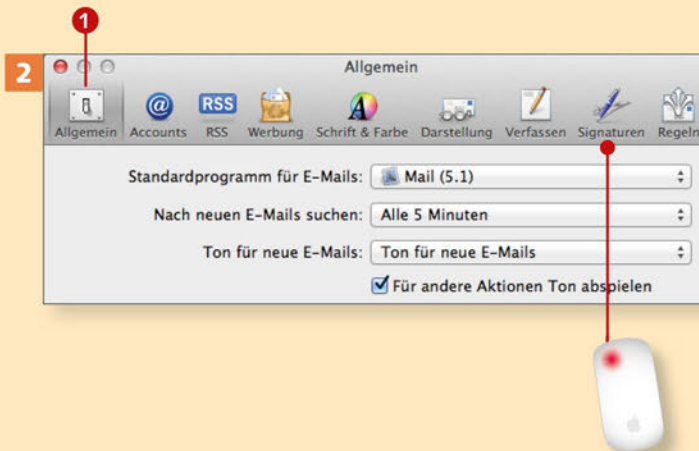 1
2
Allgemein
Allgemein Accounts RSS Werbung Schrift & Farbe Darstellung Verfassen Signaturen Regeln
@ RSS
Standardprogramm für E-Mails: Mail (5.1)
Nach neuen E-Mails suchen: Alle 5 Minuten
Ton für neue E-Mails: Ton für neue E-Mails
Für andere Aktionen Ton abspielen